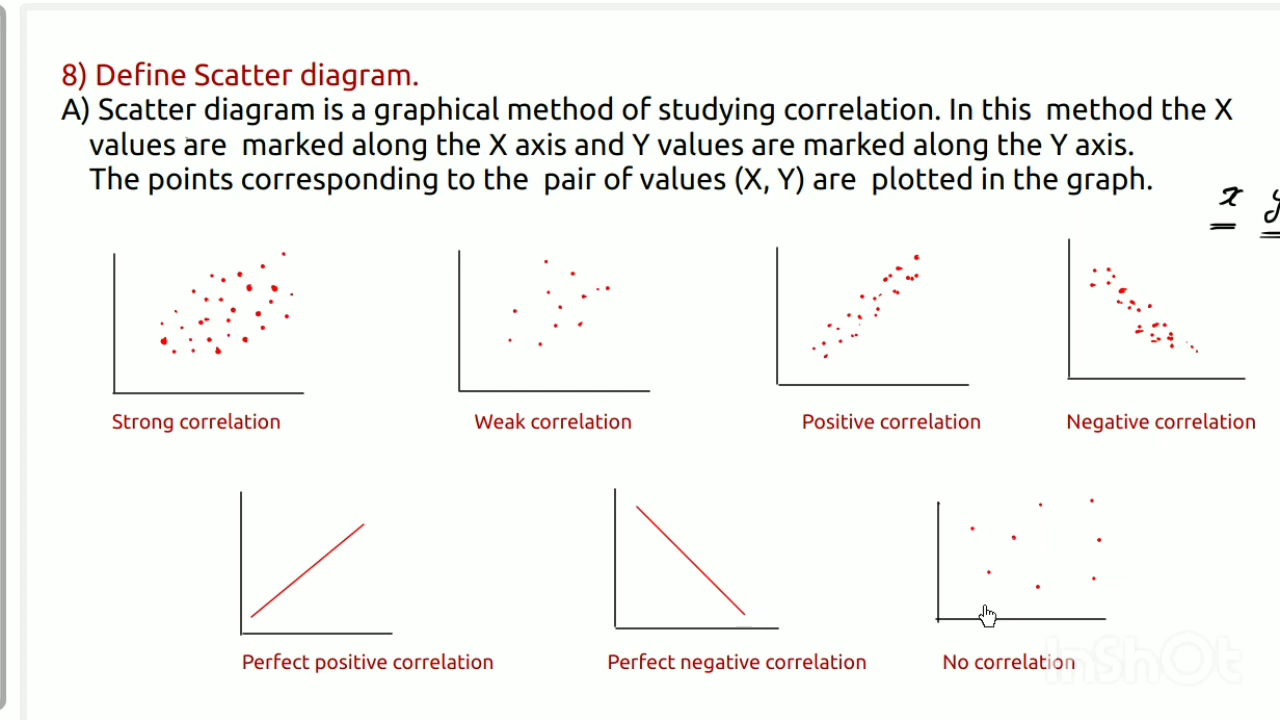 8) Define Scatter diagram.
A) Scatter diagram is a graphical method of studying correlation. In this method the X
values are marked along the X axis and Y values are marked along the Y axis.
The points corresponding to the pair of values (X, Y) are plotted in the graph.
x y
Strong correlation Weak correlation Positive correlation Negative correlation
Perfect positive correlation Perfect negative correlation No correlation
InShOt